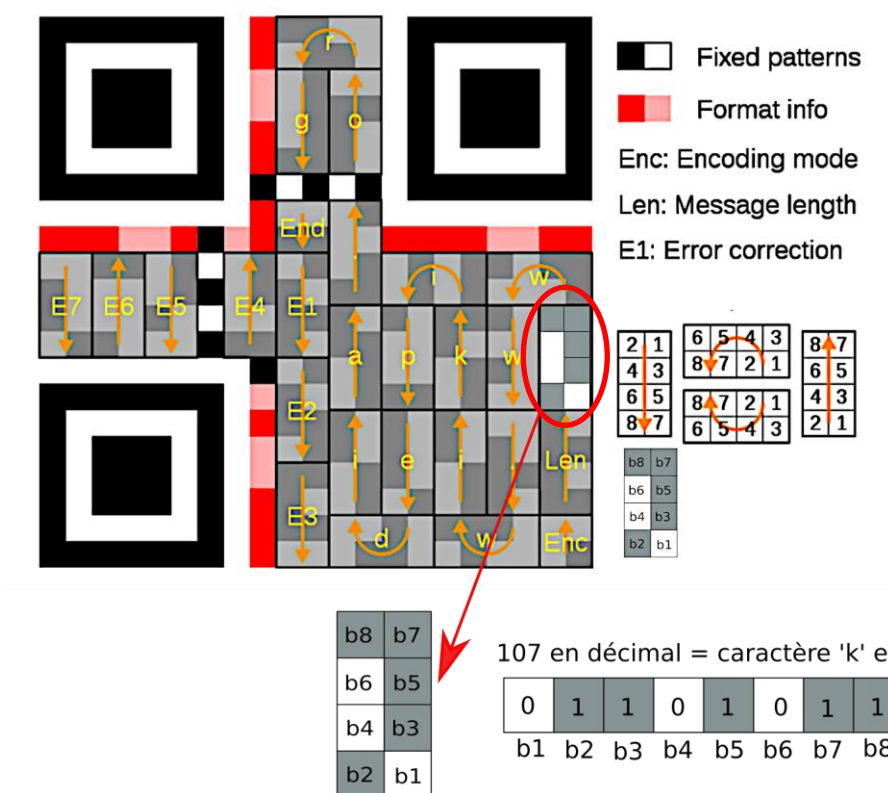 r
g o
Fixed patterns
Format info
Enc: Encoding mode
Len: Message length
E1: Error correction
End .
E7 E6 E5 E4 E1 i w
a p k w
E2
i e i . Len
E3
d w Enc
2 1
4 3
6 5
8 7
6 5 4 3
8 7 2 1
8 7 2 1
6 5 4 3
8 7
6 5
4 3
2 1
b8 b7
b6 b5
b4 b3
b2 b1
b8 b7
b6 b5
b4 b3
b2 b1
107 en décimal = caractère 'k' e
0 1 1 0 1 0 1 1
b1 b2 b3 b4 b5 b6 b7 b8